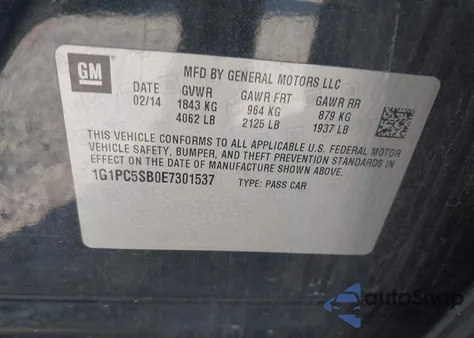 GM
MFD BY GENERAL MOTORS LLC
DATE GVWR GAWR FRT GAWR RR
02/14 1843 KG 964 KG 879 KG
4062 LB 2125 LB 1937 LB
THIS VEHICLE CONFORMS TO ALL APPLICABLE U.S. FEDERAL MOTOR
VEHICLE SAFETY, BUMPER, AND THEFT PREVENTION STANDARDS
IN EFFECT ON THE DATE OF MANUFACTURE SHOWN ABOVE.
1G1PC5SB0E7301537 TYPE: PASS CAR
autoSnap